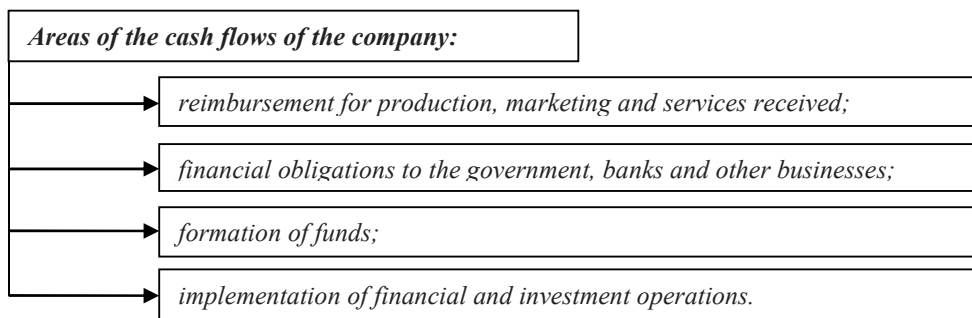 Areas of the cash flows of the company:
reimbursement for production, marketing and services received;
financial obligations to the government, banks and other businesses;
formation of funds;
implementation of financial and investment operations.